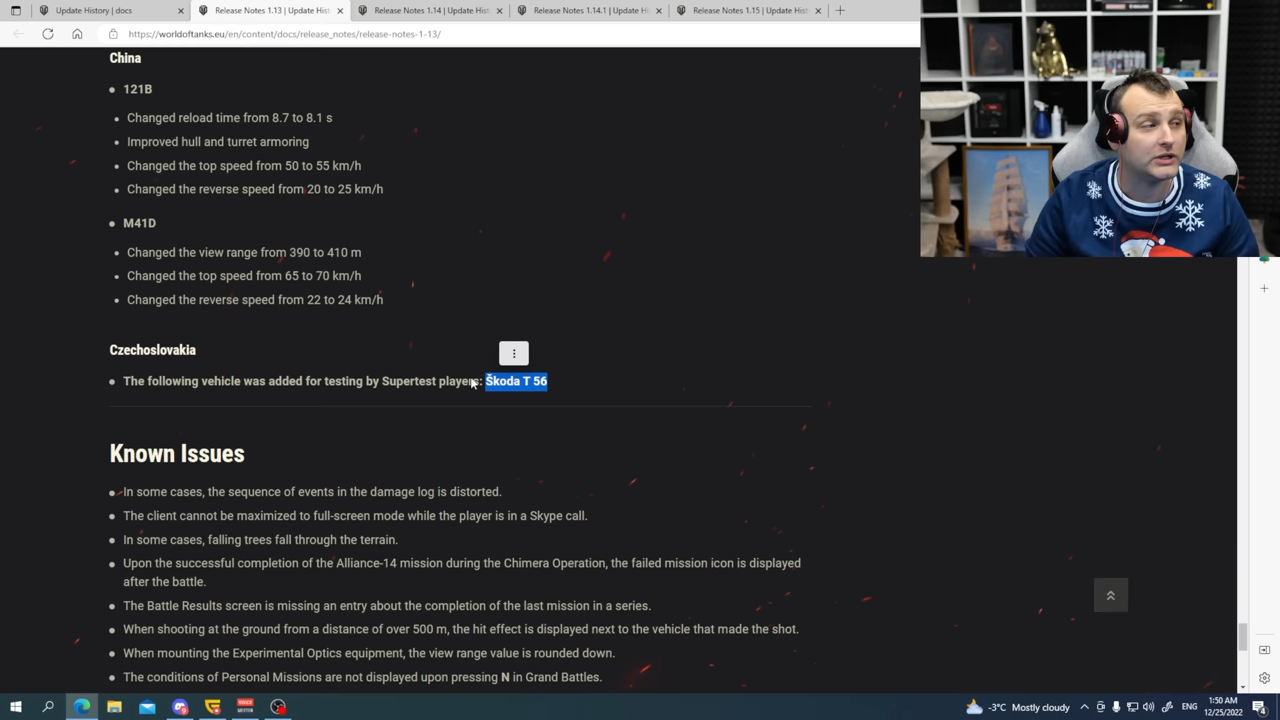 Update History | docs
Release Notes 1.13 | Update Hist
Release Notes 1.14 | Update Hist
Release Notes 1.14.1 | Update Hi
Release Notes 1.15 | Update Hist
https://worldoftanks.eu/en/content/docs/release_notes/release-notes-1-13/
China
121B
Changed reload time from 8.7 to 8.1 s
Improved hull and turret armoring
Changed the top speed from 50 to 55 km/h
Changed the reverse speed from 20 to 25 km/h
M41D
Changed the view range from 390 to 410 m
Changed the top speed from 65 to 70 km/h
Changed the reverse speed from 22 to 24 km/h
Czechoslovakia
The following vehicle was added for testing by Supertest players: Škoda T 56
Known Issues
In some cases, the sequence of events in the damage log is distorted.
The client cannot be maximized to full-screen mode while the player is in a Skype call.
In some cases, falling trees fall through the terrain.
Upon the successful completion of the Alliance-14 mission during the Chimera Operation, the failed mission icon is displayed
after the battle.
The Battle Results screen is missing an entry about the completion of the last mission in a series.
When shooting at the ground from a distance of over 500 m, the hit effect is displayed next to the vehicle that made the shot.
When mounting the Experimental Optics equipment, the view range value is rounded down.
The conditions of Personal Missions are not displayed upon pressing N in Grand Battles.
-3°C Mostly cloudy
ENG
1:50 AM
12/25/2022
4